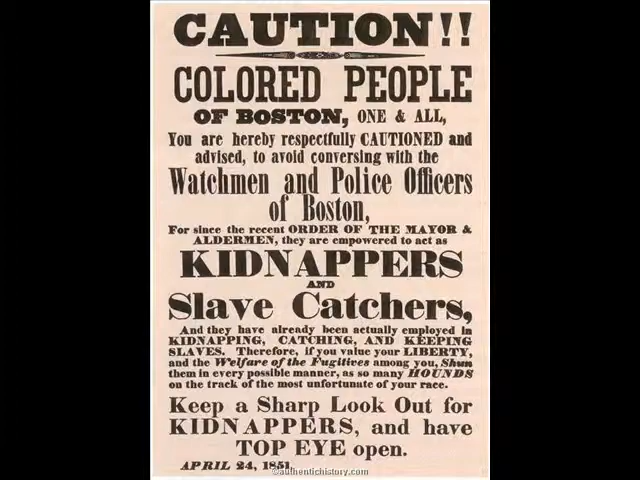 CAUTION!!
COLORED PEOPLE
OF BOSTON, ONE & ALL,
You are hereby respectfully CAUTIONED and
advised, to avoid conversing with the
Watchmen and Police Officers
of Boston,
For since the recent ORDER OF THE MAYOR &
ALDERMEN, they are empowered to act as
KIDNAPPERS
AND
Slave Catchers,
And they have already been actually employed in
KIDNAPPING, CATCHING, AND KEEPING
SLAVES. Therefore, if you value your LIBERTY,
and the Welfare of the Fugitives among you, Shun
them in every possible manner, as so many HOUNDS
on the track of the most unfortunate of your race.
Keep a Sharp Look Out for
KIDNAPPERS, and have
TOP EYE open.
APRIL 24, 1851.
©authentichistory.com